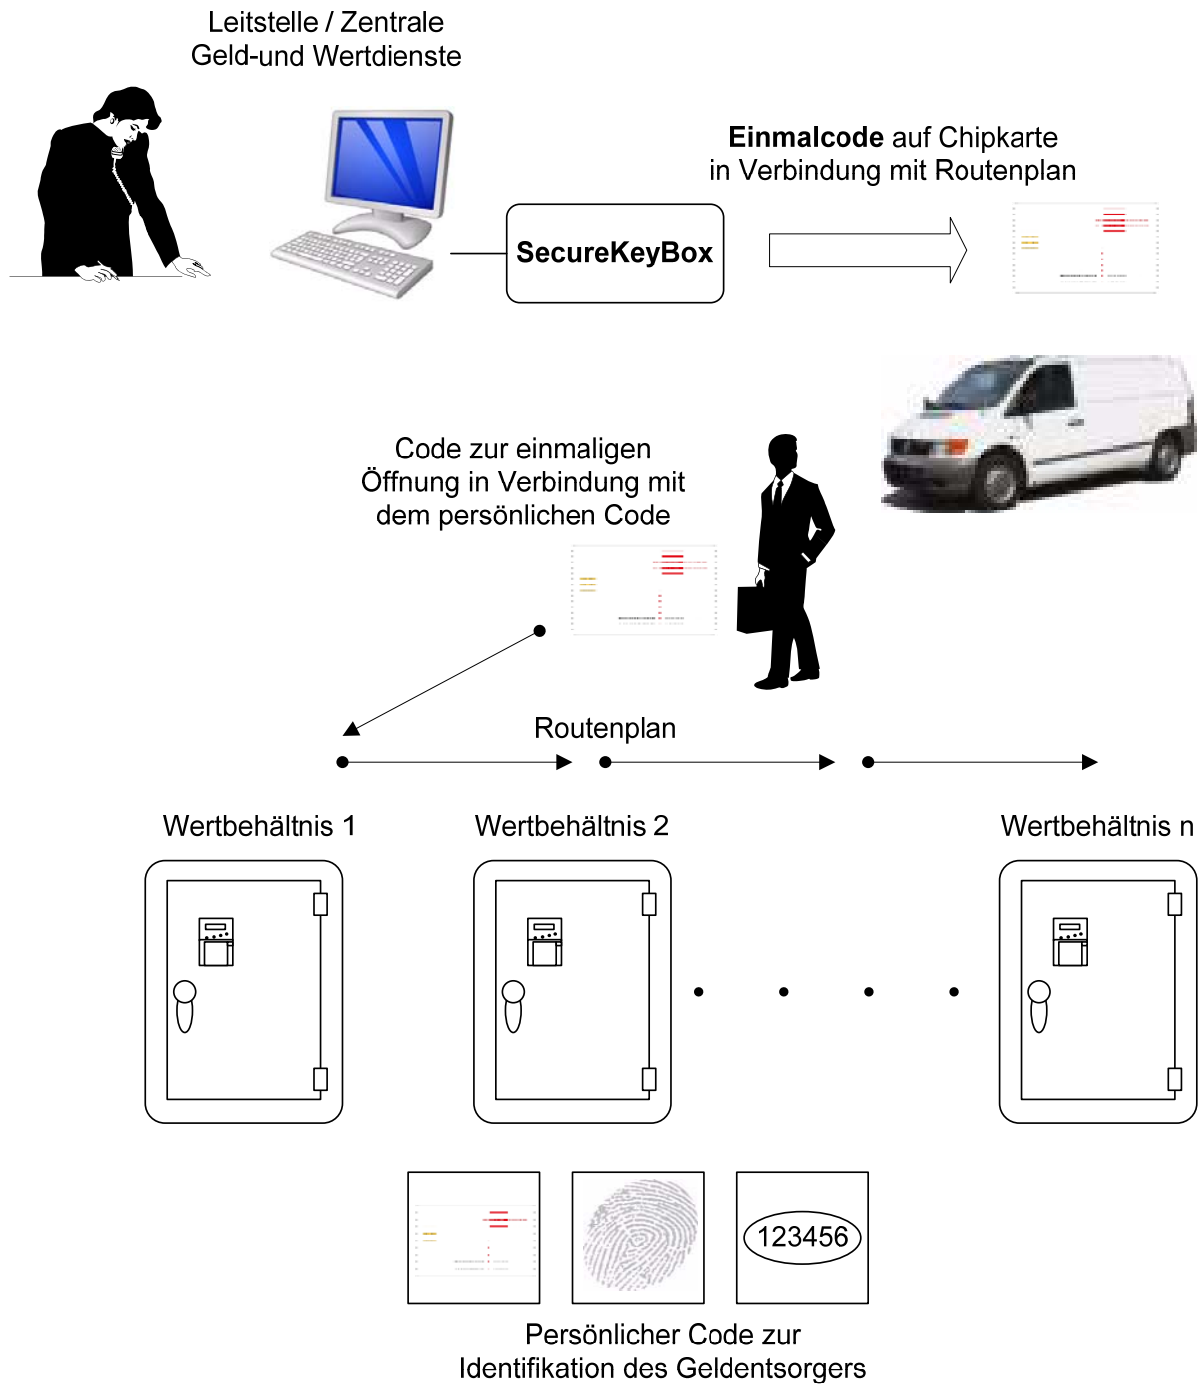 Leitstelle / Zentrale
Geld-und Wertdienste
Einmalcode auf Chipkarte
in Verbindung mit Routenplan
SecureKeyBox
Code zur einmaligen
Öffnung in Verbindung mit
dem persönlichen Code
Routenplan
Wertbehältnis 1
Wertbehältnis 2
Wertbehältnis n
123456
Persönlicher Code zur
Identifikation des Geldentsorgers